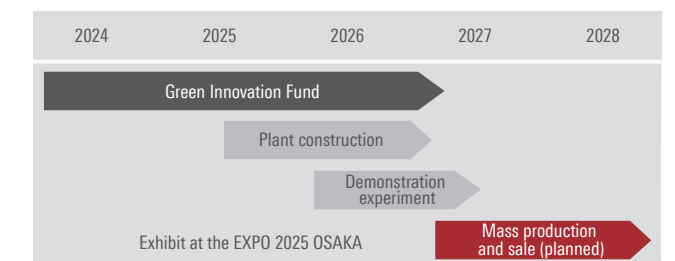 2024 2025 2026 2027 2028
Green Innovation Fund
Plant construction
Demonstration
experiment
Exhibit at the EXPO 2025 OSAKA
Mass production
and sale (planned)